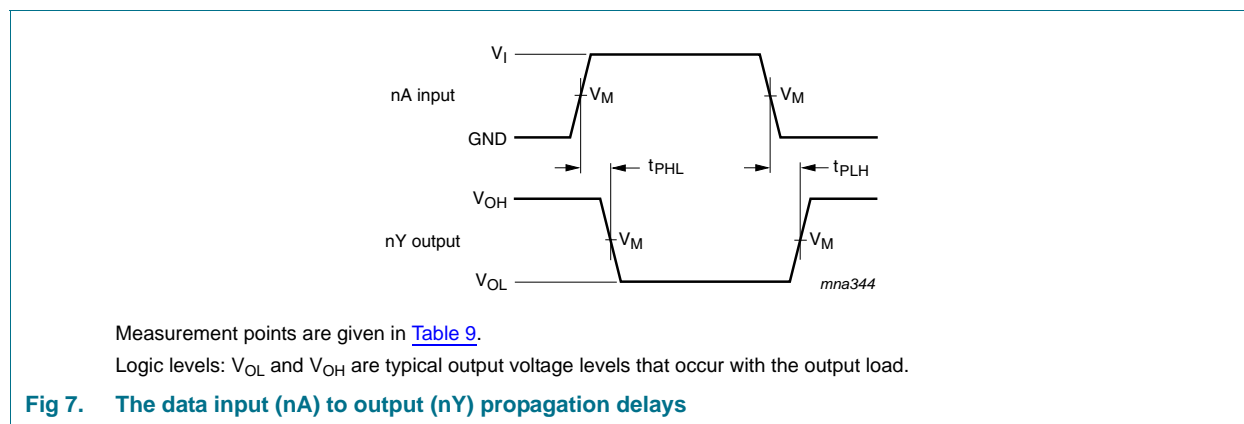 V_I
nA input
V_M
V_M
GND
t_PHL
t_PLH
V_OH
nY output
V_M
V_M
V_OL
mna344
Measurement points are given in Table 9.
Logic levels: V_OL and V_OH are typical output voltage levels that occur with the output load.
Fig 7. The data input (nA) to output (nY) propagation delays